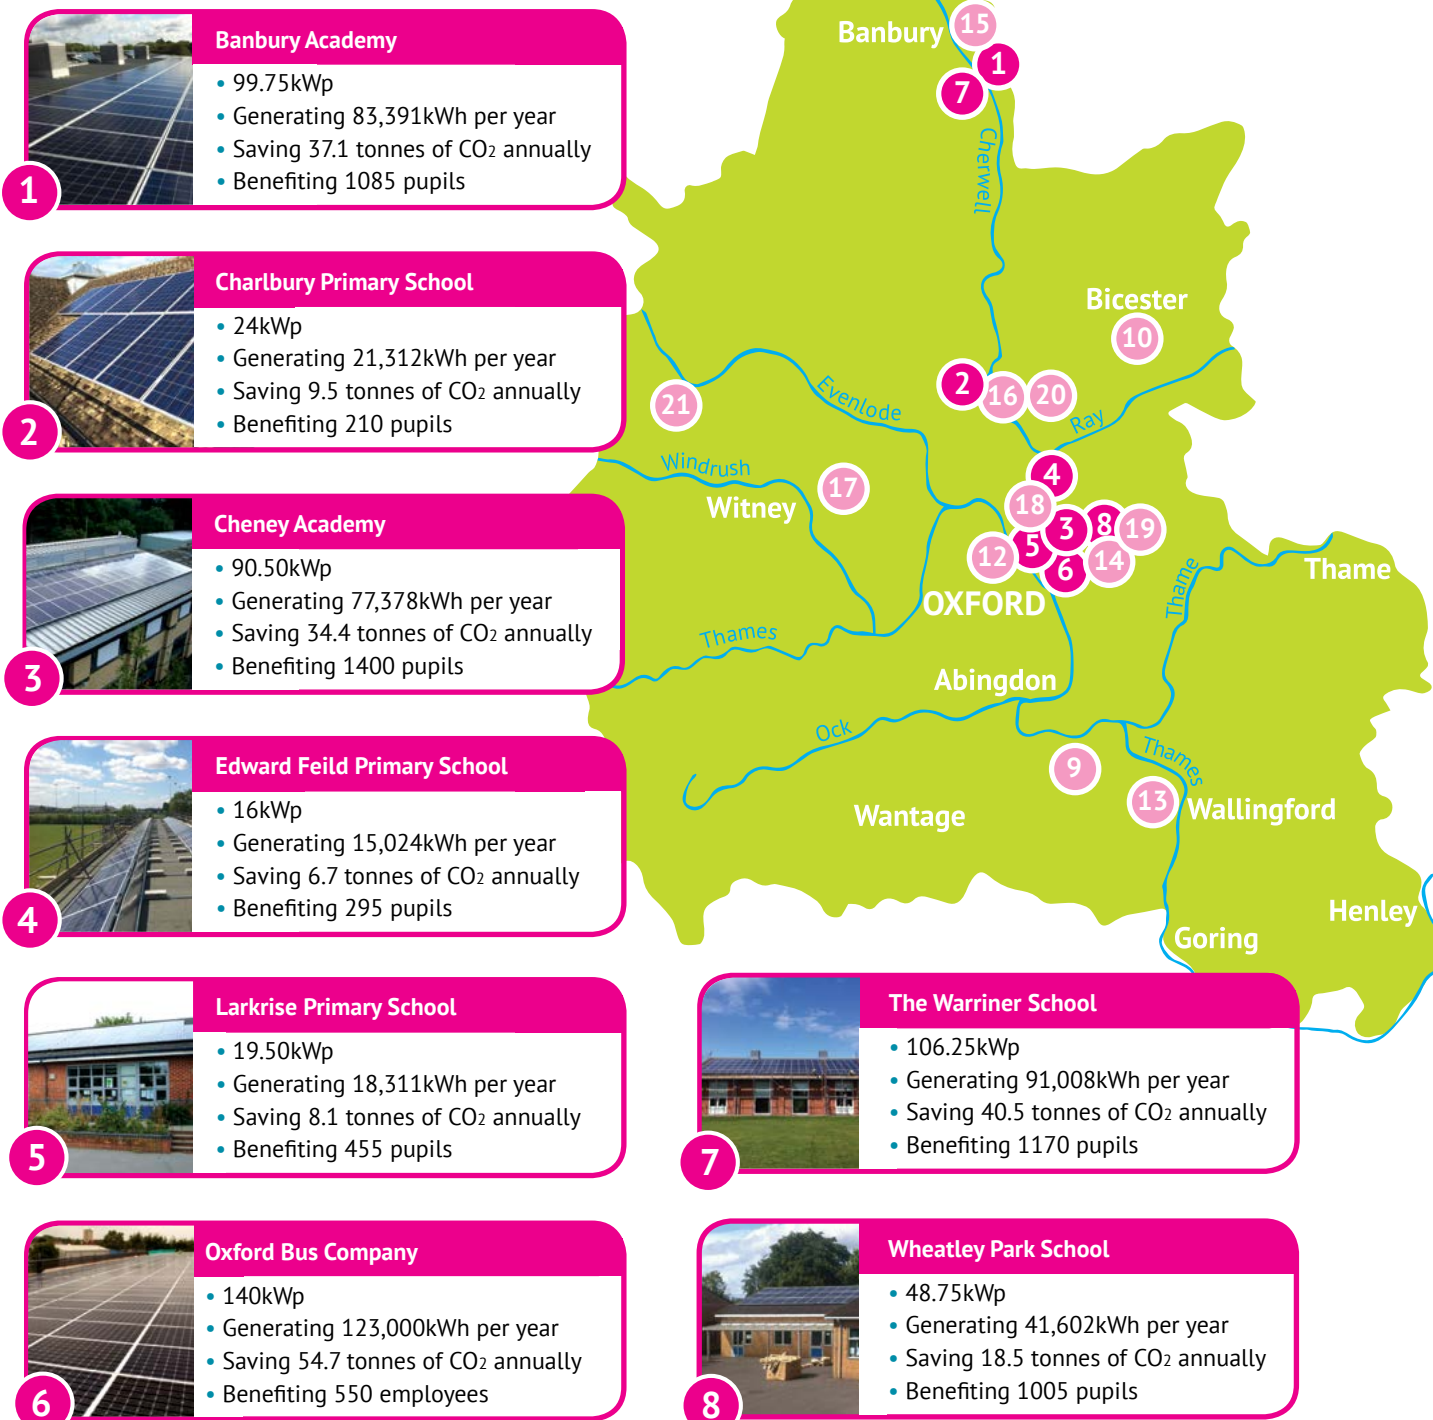 Banbury Academy
• 99.75kWp
• Generating 83,391kWh per year
• Saving 37.1 tonnes of CO2 annually
• Benefiting 1085 pupils
1
Charlbury Primary School
• 24kWp
• Generating 21,312kWh per year
• Saving 9.5 tonnes of CO2 annually
• Benefiting 210 pupils
2
Cheney Academy
• 90.50kWp
• Generating 77,378kWh per year
• Saving 34.4 tonnes of CO2 annually
• Benefiting 1400 pupils
3
Edward Feild Primary School
• 16kWp
• Generating 15,024kWh per year
• Saving 6.7 tonnes of CO2 annually
• Benefiting 295 pupils
4
Larkrise Primary School
• 19.50kWp
• Generating 18,311kWh per year
• Saving 8.1 tonnes of CO2 annually
• Benefiting 455 pupils
5
Oxford Bus Company
• 140kWp
• Generating 123,000kWh per year
• Saving 54.7 tonnes of CO2 annually
• Benefiting 550 employees
6
The Warriner School
• 106.25kWp
• Generating 91,008kWh per year
• Saving 40.5 tonnes of CO2 annually
• Benefiting 1170 pupils
7
Wheatley Park School
• 48.75kWp
• Generating 41,602kWh per year
• Saving 18.5 tonnes of CO2 annually
• Benefiting 1005 pupils
8
Banbury
15
1
7
Cherwell
Bicester
10
2
16
20
21
Evenlode
Ray
Windrush
Witney
17
4
18
3
8
19
12
5
6
14
OXFORD
Thame
Thame
Thames
Abingdon
Ock
Thames
9
13
Wantage
Wallingford
Henley
Goring